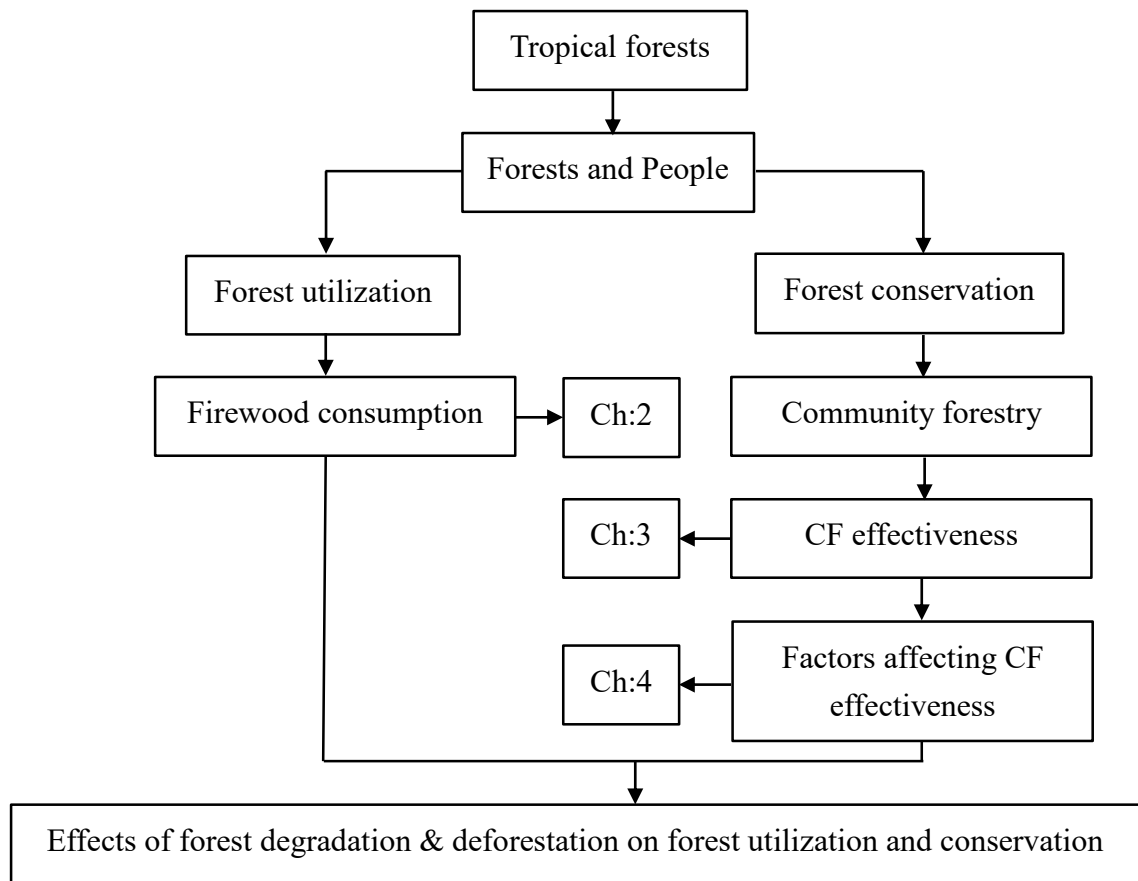 Tropical forests
Forests and People
Forest utilization
Forest conservation
Firewood consumption
Ch:2
Community forestry
Ch:3
CF effectiveness
Ch:4
Factors affecting CF
effectiveness
Effects of forest degradation & deforestation on forest utilization and conservation